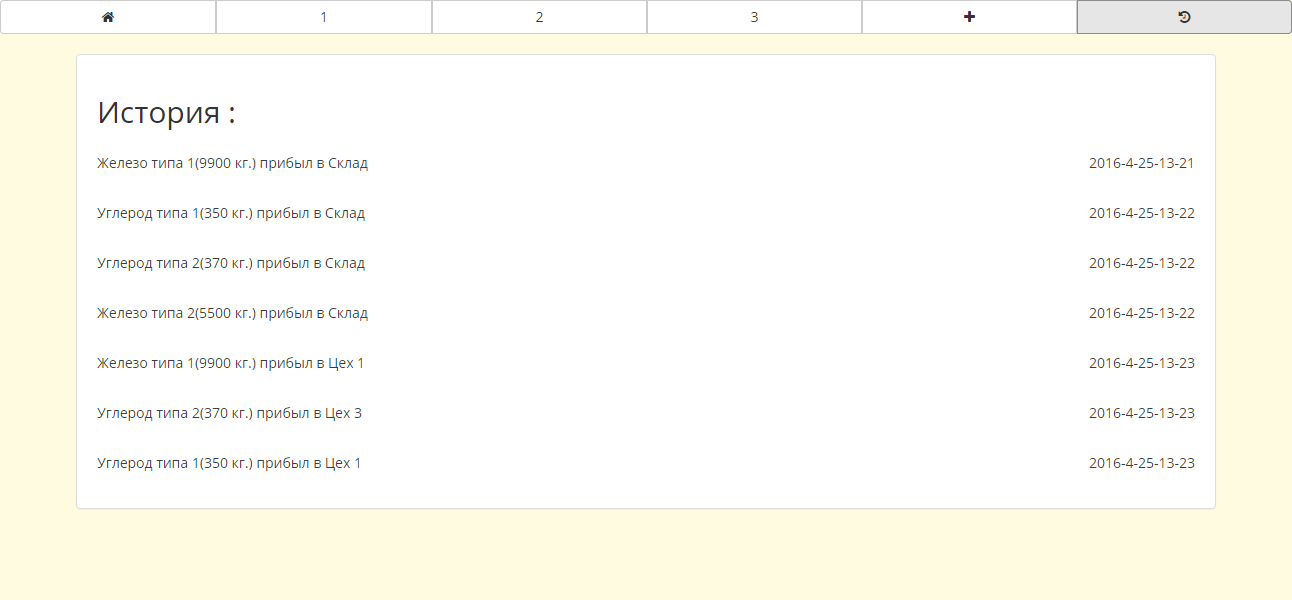 1 2 3
История :
Железо типа 1(9900 кг.) прибыл в Склад 2016-4-25-13-21
Углерод типа 1(350 кг.) прибыл в Склад 2016-4-25-13-22
Углерод типа 2(370 кг.) прибыл в Склад 2016-4-25-13-22
Железо типа 2(5500 кг.) прибыл в Склад 2016-4-25-13-22
Железо типа 1(9900 кг.) прибыл в Цех 1 2016-4-25-13-23
Углерод типа 2(370 кг.) прибыл в Цех 3 2016-4-25-13-23
Углерод типа 1(350 кг.) прибыл в Цех 1 2016-4-25-13-23